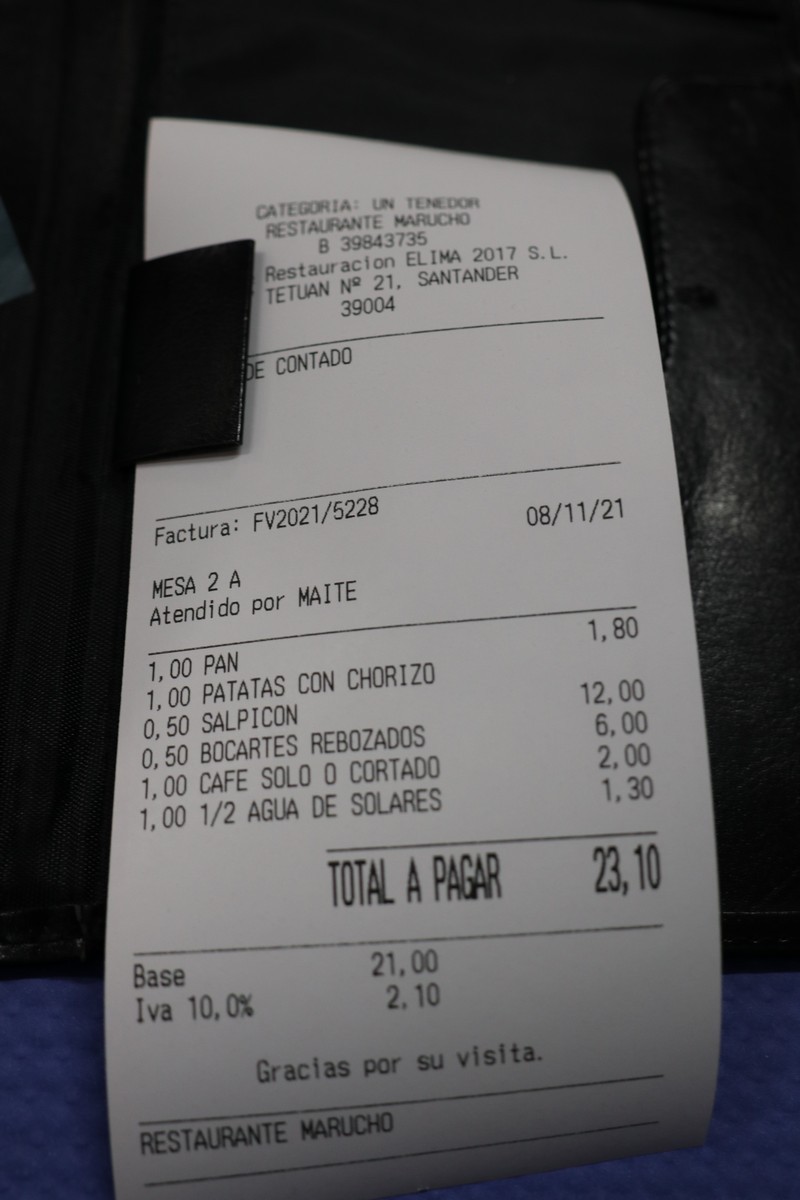 CATEGORIA: UN TENEDOR
RESTAURANTE MARUCHO
B 39843735
Restauracion ELIMA 2017 S.L.
TETUAN Nº 21, SANTANDER
39004
DE CONTADO
Factura: FV2021/5228 08/11/21
MESA 2 A
Atendido por MAITE
1,00 PAN 1,80
1,00 PATATAS CON CHORIZO
0,50 SALPICON 12,00
0,50 BOCARTES REBOZADOS 6,00
1,00 CAFE SOLO O CORTADO 2,00
1,00 1/2 AGUA DE SOLARES 1,30
TOTAL A PAGAR 23,10
Base 21,00
Iva 10,0% 2,10
Gracias por su visita.
RESTAURANTE MARUCHO